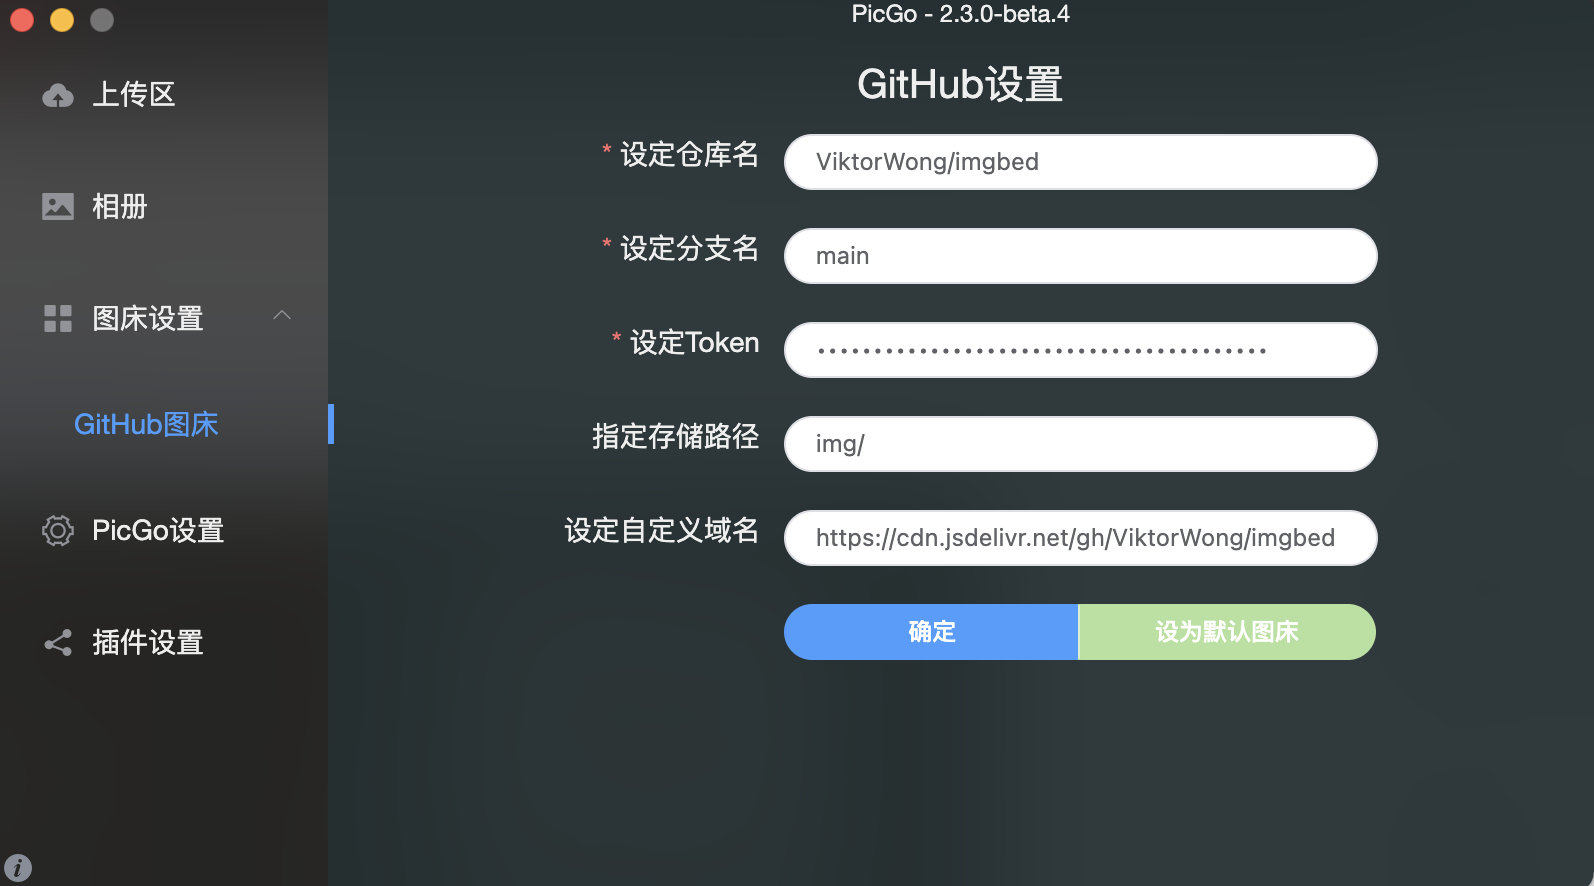 PicGo - 2.3.0-beta.4
上传区
相册
图床设置
GitHub图床
PicGo设置
插件设置
GitHub设置
* 设定仓库名 ViktorWong/imgbed
* 设定分支名 main
* 设定Token ••••••••••••••••••••••••••••••••••••••••
指定存储路径 img/
设定自定义域名 https://cdn.jsdelivr.net/gh/ViktorWong/imgbed
确定 设为默认图床
i